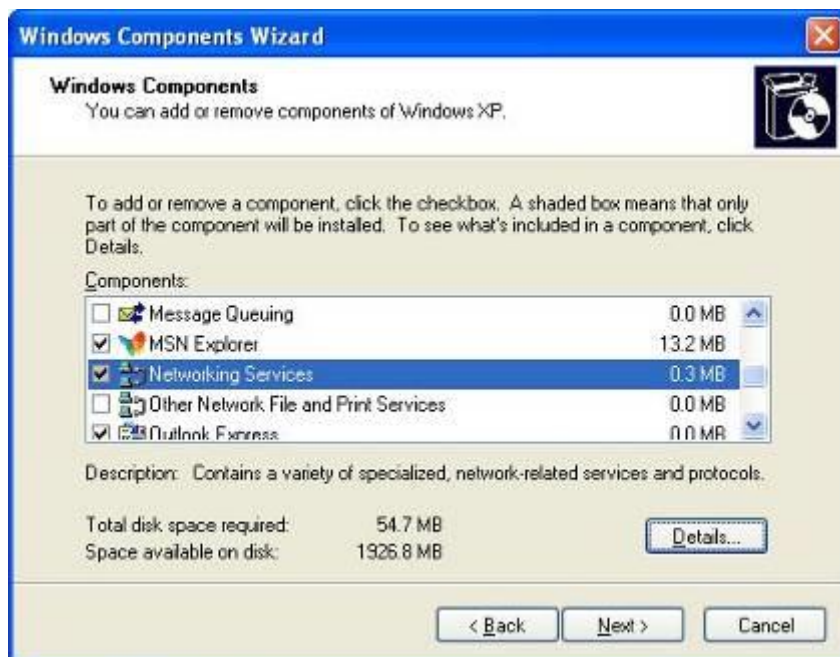 Windows Components Wizard
Windows Components
You can add or remove components of Windows XP.
To add or remove a component, click the checkbox. A shaded box means that only
part of the component will be installed. To see what's included in a component, click
Details.
Components:
Message Queuing 0.0 MB
MSN Explorer 13.2 MB
Networking Services 0.3 MB
Other Network File and Print Services 0.0 MB
Outlook Express 0.0 MB
Description: Contains a variety of specialized, network-related services and protocols.
Total disk space required: 54.7 MB
Space available on disk: 1926.8 MB
Details...
< Back Next > Cancel